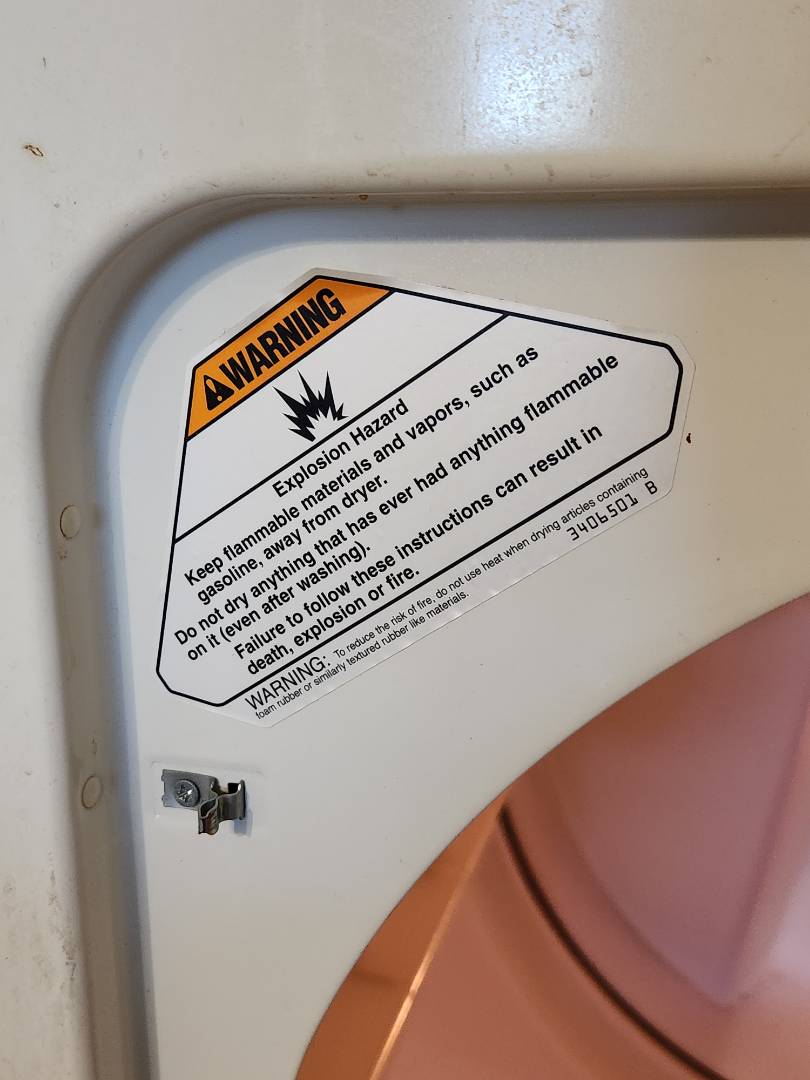 WARNING
Explosion Hazard
Keep flammable materials and vapors, such as
gasoline, away from dryer.
Do not dry anything that has ever had anything flammable
on it (even after washing).
Failure to follow these instructions can result in
death, explosion or fire.
WARNING: To reduce the risk of fire, do not use heat when drying articles containing
foam rubber or similarly textured rubber like materials.
3406501 B